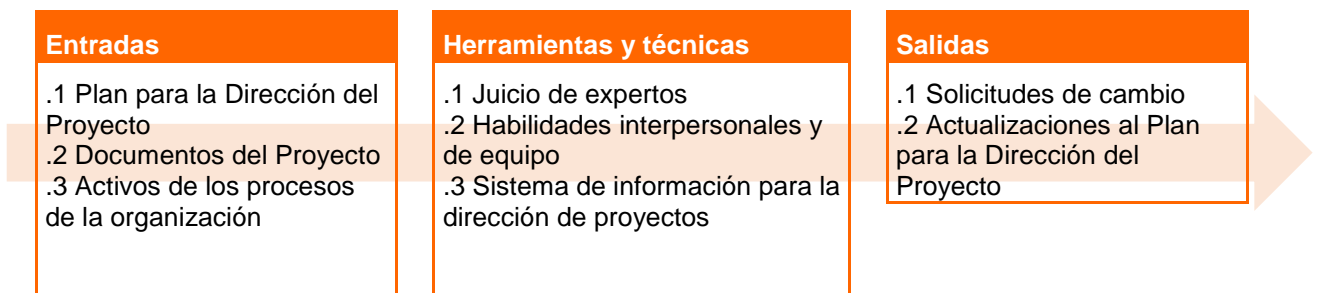 Entradas
.1 Plan para la Dirección del
Proyecto
.2 Documentos del Proyecto
.3 Activos de los procesos
de la organización
Herramientas y técnicas
.1 Juicio de expertos
.2 Habilidades interpersonales y
de equipo
.3 Sistema de información para la
dirección de proyectos
Salidas
.1 Solicitudes de cambio
.2 Actualizaciones al Plan
para la Dirección del
Proyecto